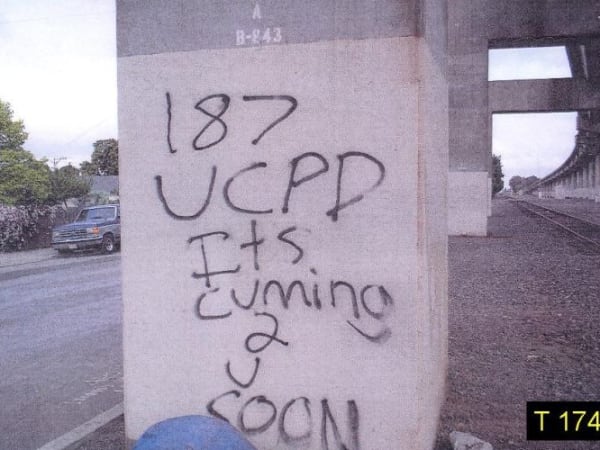 A
B-843
187
UCPD
Its
cuming
2
U
SOON
T 174